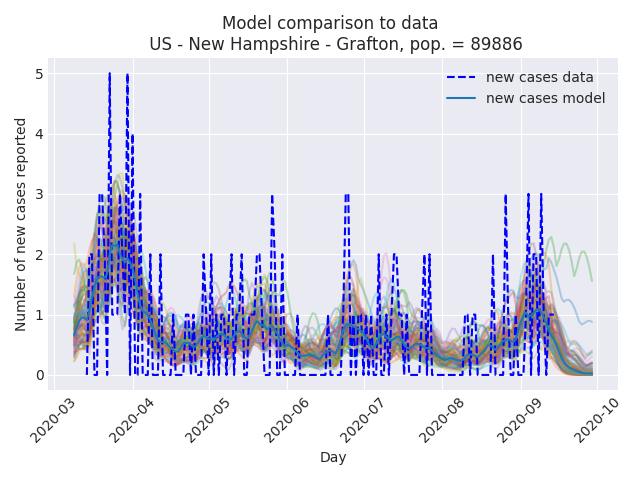 Model comparison to data
US - New Hampshire - Grafton, pop. = 89886
new cases data
new cases model
Number of new cases reported
5
4
3
2
1
0
2020-03
2020-04
2020-05
2020-06
2020-07
2020-08
2020-09
2020-10
Day